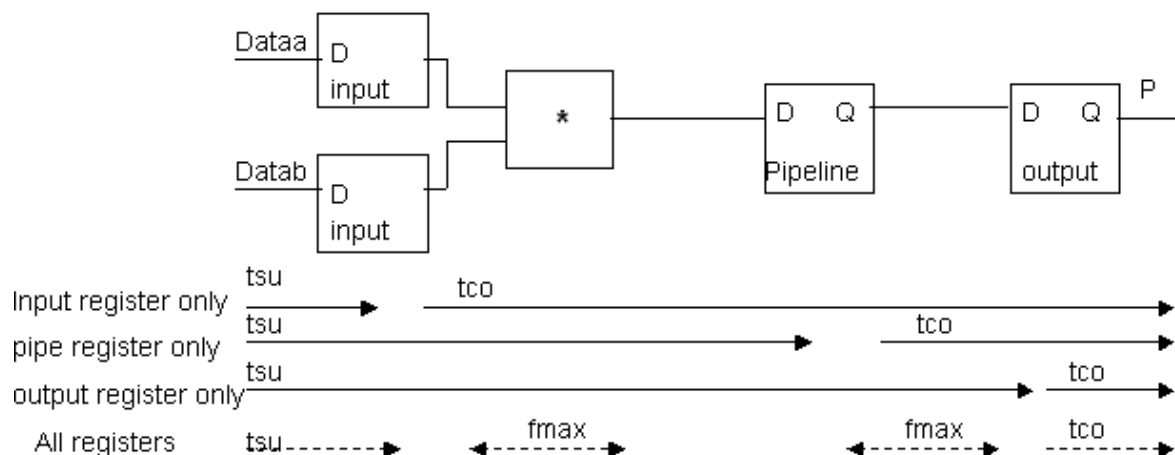 Dataa
D
input
*
D Q
Pipeline
D Q
output
P
Datab
D
input
tsu
Input register only
tco
tsu
pipe register only
tco
tsu
output register only
tco
All registers
tsu
fmax
fmax
tco